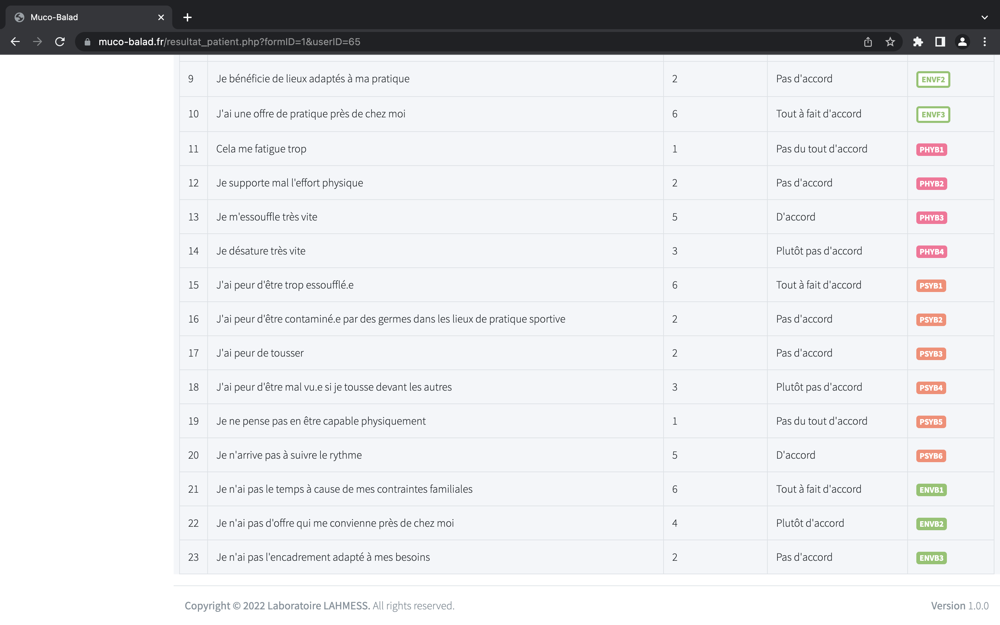 Muco-Balad
muco-balad.fr/resultat_patient.php?formID=1&userID=65
9 Je bénéficie de lieux adaptés à ma pratique 2 Pas d'accord ENVF2
10 J'ai une offre de pratique près de chez moi 6 Tout à fait d'accord ENVF3
11 Cela me fatigue trop 1 Pas du tout d'accord PHYB1
12 Je supporte mal l'effort physique 2 Pas d'accord PHYB2
13 Je m'essouffle très vite 5 D'accord PHYB3
14 Je désature très vite 3 Plutôt pas d'accord PHYB4
15 J'ai peur d'être trop essoufflé.e 6 Tout à fait d'accord PSYB1
16 J'ai peur d'être contaminé.e par des germes dans les lieux de pratique sportive 2 Pas d'accord PSYB2
17 J'ai peur de tousser 2 Pas d'accord PSYB3
18 J'ai peur d'être mal vu.e si je tousse devant les autres 3 Plutôt pas d'accord PSYB4
19 Je ne pense pas en être capable physiquement 1 Pas du tout d'accord PSYB5
20 Je n'arrive pas à suivre le rythme 5 D'accord PSYB6
21 Je n'ai pas le temps à cause de mes contraintes familiales 6 Tout à fait d'accord ENVB1
22 Je n'ai pas d'offre qui me convienne près de chez moi 4 Plutôt d'accord ENVB2
23 Je n'ai pas l'encadrement adapté à mes besoins 2 Pas d'accord ENVB3
Copyright © 2022 Laboratoire LAHMESS. All rights reserved. Version 1.0.0